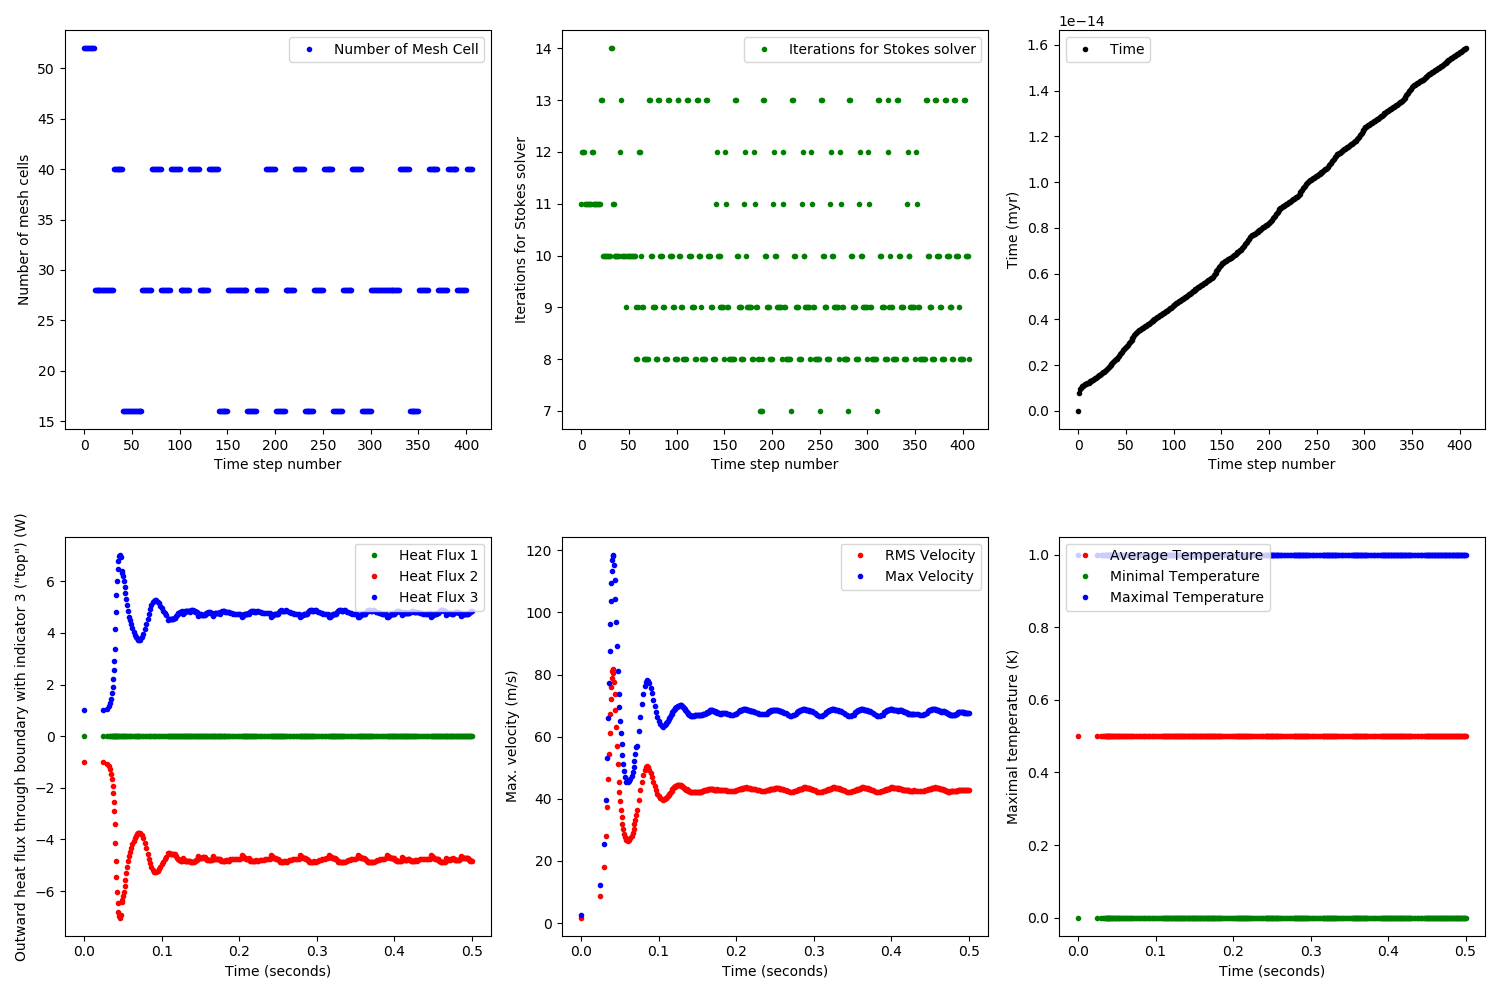 Number of mesh cells
50
45
40
35
30
25
20
15
Number of Mesh Cell
0 50 100 150 200 250 300 350 400
Time step number
Iterations for Stokes solver
14
13
12
11
10
9
8
7
Iterations for Stokes solver
0 50 100 150 200 250 300 350 400
Time step number
1e−14
Time (myr)
1.6
1.4
1.2
1.0
0.8
0.6
0.4
0.2
0.0
Time
0 50 100 150 200 250 300 350 400
Time step number
Outward heat flux through boundary with indicator 3 ("top") (W)
6
4
2
0
−2
−4
−6
Heat Flux 1
Heat Flux 2
Heat Flux 3
0.0 0.1 0.2 0.3 0.4 0.5
Time (seconds)
Max. velocity (m/s)
120
100
80
60
40
20
0
RMS Velocity
Max Velocity
0.0 0.1 0.2 0.3 0.4 0.5
Time (seconds)
Maximal temperature (K)
1.0
0.8
0.6
0.4
0.2
0.0
Average Temperature
Minimal Temperature
Maximal Temperature
0.0 0.1 0.2 0.3 0.4 0.5
Time (seconds)